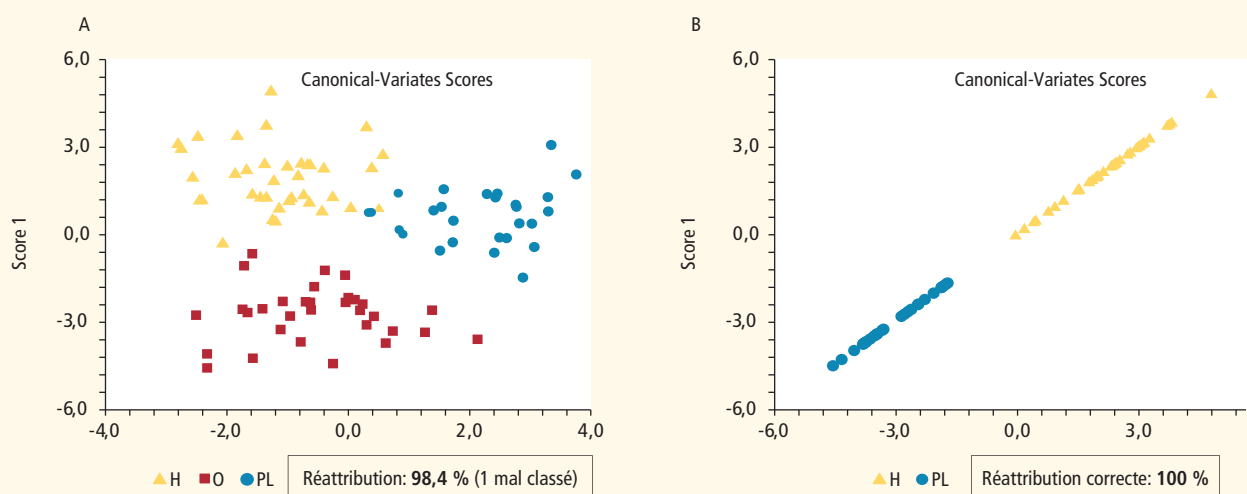 A
6,0
3,0
0,0
-3,0
-6,0
Score 1
Canonical-Variates Scores
-4,0 -2,0 0,0 2,0 4,0
H O PL
Réattribution: 98,4 % (1 mal classé)
B
6,0
3,0
0,0
-3,0
-6,0
Score 1
Canonical-Variates Scores
-6,0 -3,0 0,0 3,0
H PL
Réattribution correcte: 100 %